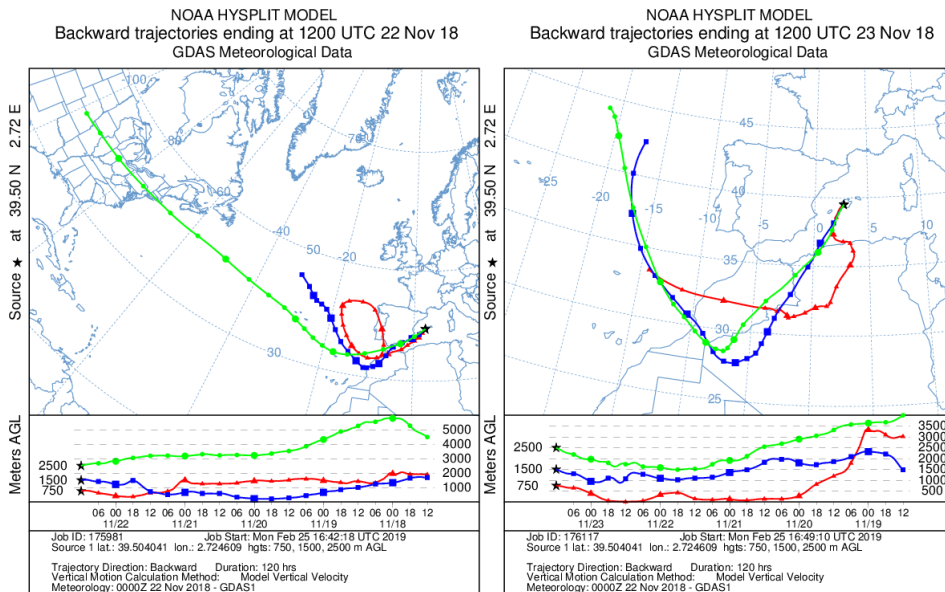 NOAA HYSPLIT MODEL
Backward trajectories ending at 1200 UTC 22 Nov 18
GDAS Meteorological Data
Source ★ at 39.50 N 2.72 E
-100
-80
-60
-40
-50
-20
30
Meters AGL
5000
4000
3000
2000
1000
2500
1500
750
06 00 18 12 06 00 18 12 06 00 18 12 06 00 18 12 06 00 18 12
11/22 11/21 11/20 11/19 11/18
Job ID: 175981 Job Start: Mon Feb 25 16:42:18 UTC 2019
Source 1 lat.: 39.504041 lon.: 2.724609 hgts: 750, 1500, 2500 m AGL
Trajectory Direction: Backward Duration: 120 hrs
Vertical Motion Calculation Method: Model Vertical Velocity
Meteorology: 0000Z 22 Nov 2018 - GDAS1
NOAA HYSPLIT MODEL
Backward trajectories ending at 1200 UTC 23 Nov 18
GDAS Meteorological Data
Source ★ at 39.50 N 2.72 E
45
-25
-20
-15
-10
-5
40
0
5
10
35
30
25
Meters AGL
3500
3000
2500
2000
1500
1000
500
2500
1500
750
06 00 18 12 06 00 18 12 06 00 18 12 06 00 18 12 06 00 18 12
11/23 11/22 11/21 11/20 11/19
Job ID: 176117 Job Start: Mon Feb 25 16:49:10 UTC 2019
Source 1 lat.: 39.504041 lon.: 2.724609 hgts: 750, 1500, 2500 m AGL
Trajectory Direction: Backward Duration: 120 hrs
Vertical Motion Calculation Method: Model Vertical Velocity
Meteorology: 0000Z 22 Nov 2018 - GDAS1